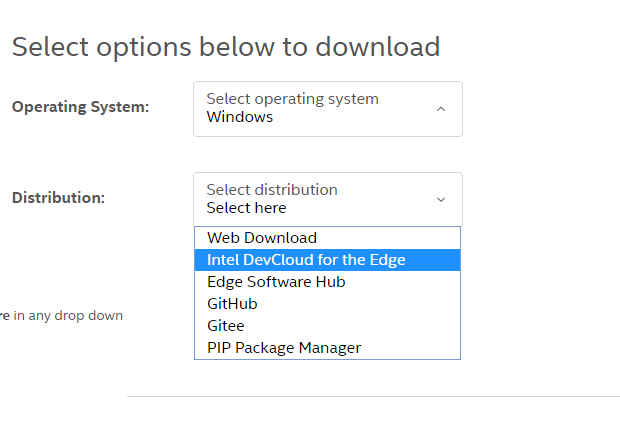 Select options below to download
Operating System:
Select operating system
Windows
Distribution:
Select distribution
Select here
Web Download
Intel DevCloud for the Edge
Edge Software Hub
GitHub
Gitee
PIP Package Manager
in any drop down